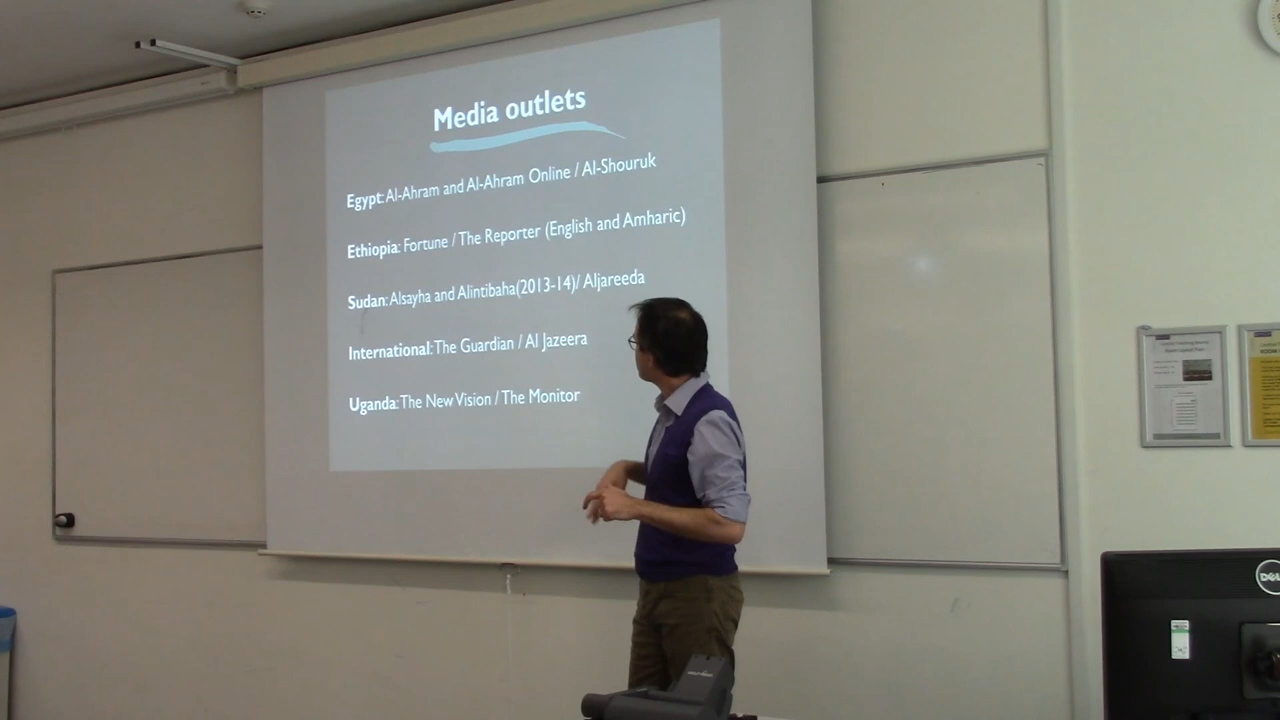 Media outlets
Egypt: Al-Ahram and Al-Ahram Online / Al-Shouruk
Ethiopia: Fortune / The Reporter (English and Amharic)
Sudan: Alsayha and Alintibaha(2013-14)/ Aljareeda
International: The Guardian / Al Jazeera
Uganda: The New Vision / The Monitor